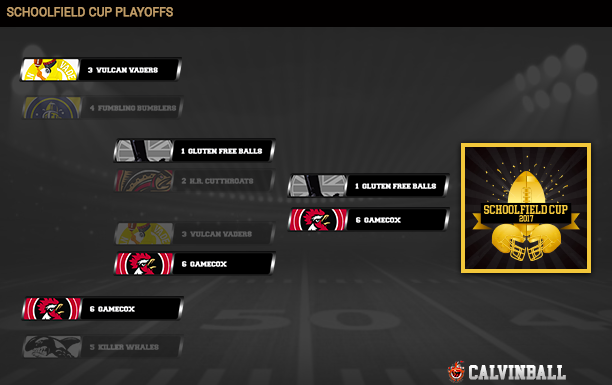 SCHOOLFIELD CUP PLAYOFFS
3 VULCAN VADERS
4 FUMBLING BUMBLERS
1 GLUTEN FREE BALLS
2 H.R. CUTTHROATS
1 GLUTEN FREE BALLS
6 GAMECOX
3 VULCAN VADERS
6 GAMECOX
6 GAMECOX
5 KILLER WHALES
SCHOOLFIELD CUP
2017
CALVINBALL